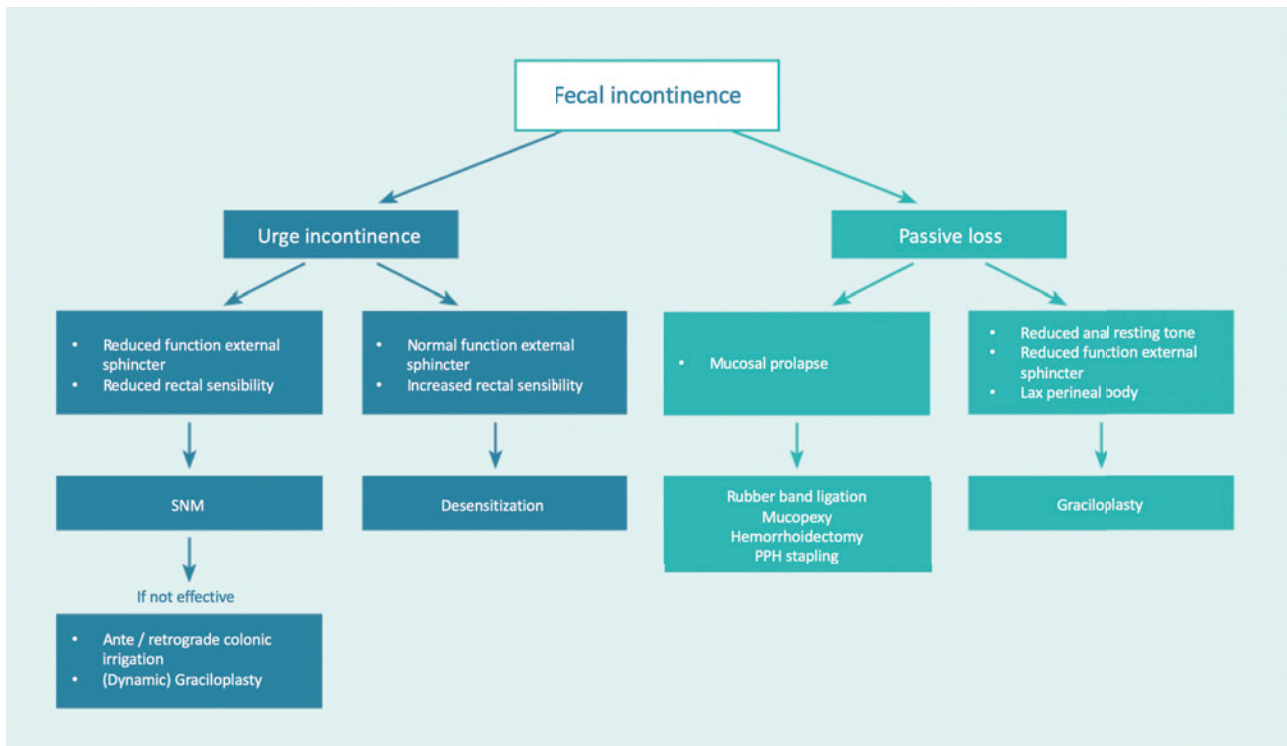 Fecal incontinence
Urge incontinence
Passive loss
• Reduced function external
sphincter
• Reduced rectal sensibility
• Normal function external
sphincter
• Increased rectal sensibility
• Mucosal prolapse
• Reduced anal resting tone
• Reduced function external
sphincter
• Lax perineal body
SNM
Desensitization
Rubber band ligation
Mucopexy
Hemorrhoidectomy
PPH stapling
Graciloplasty
If not effective
• Ante / retrograde colonic
irrigation
• (Dynamic) Graciloplasty